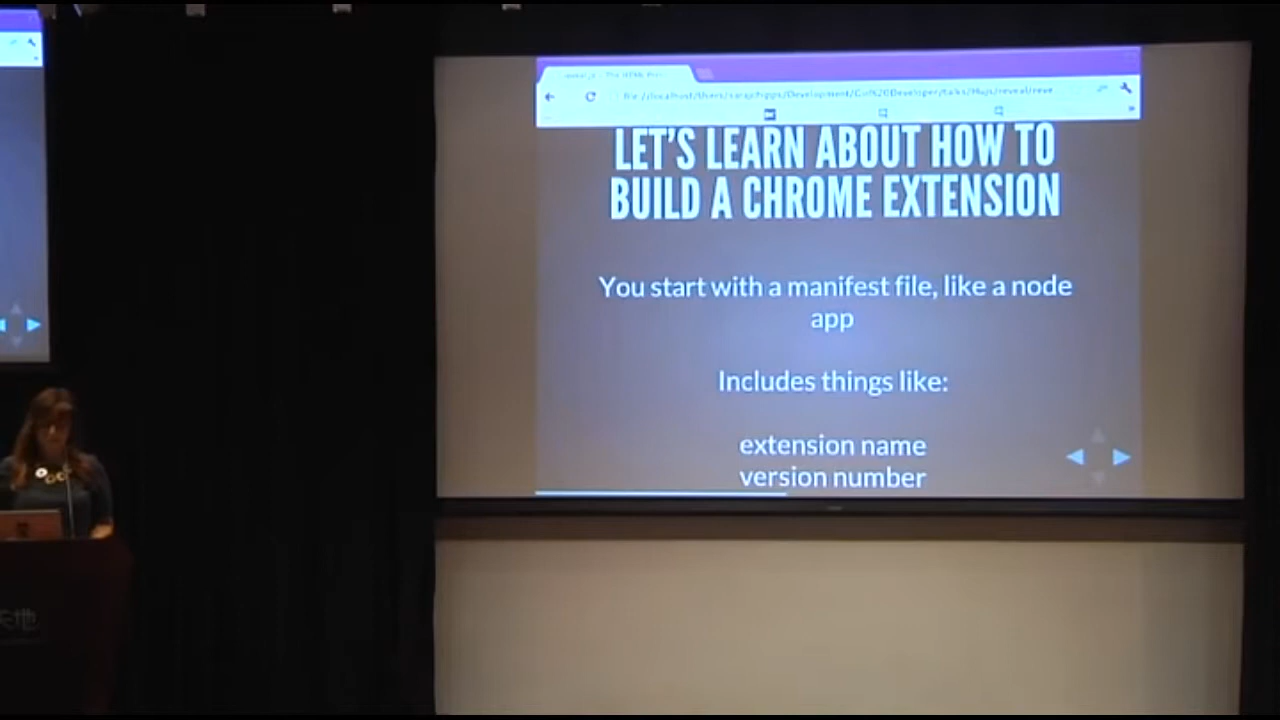 LET'S LEARN ABOUT HOW TO
BUILD A CHROME EXTENSION
You start with a manifest file, like a node
app
Includes things like:
extension name
version number